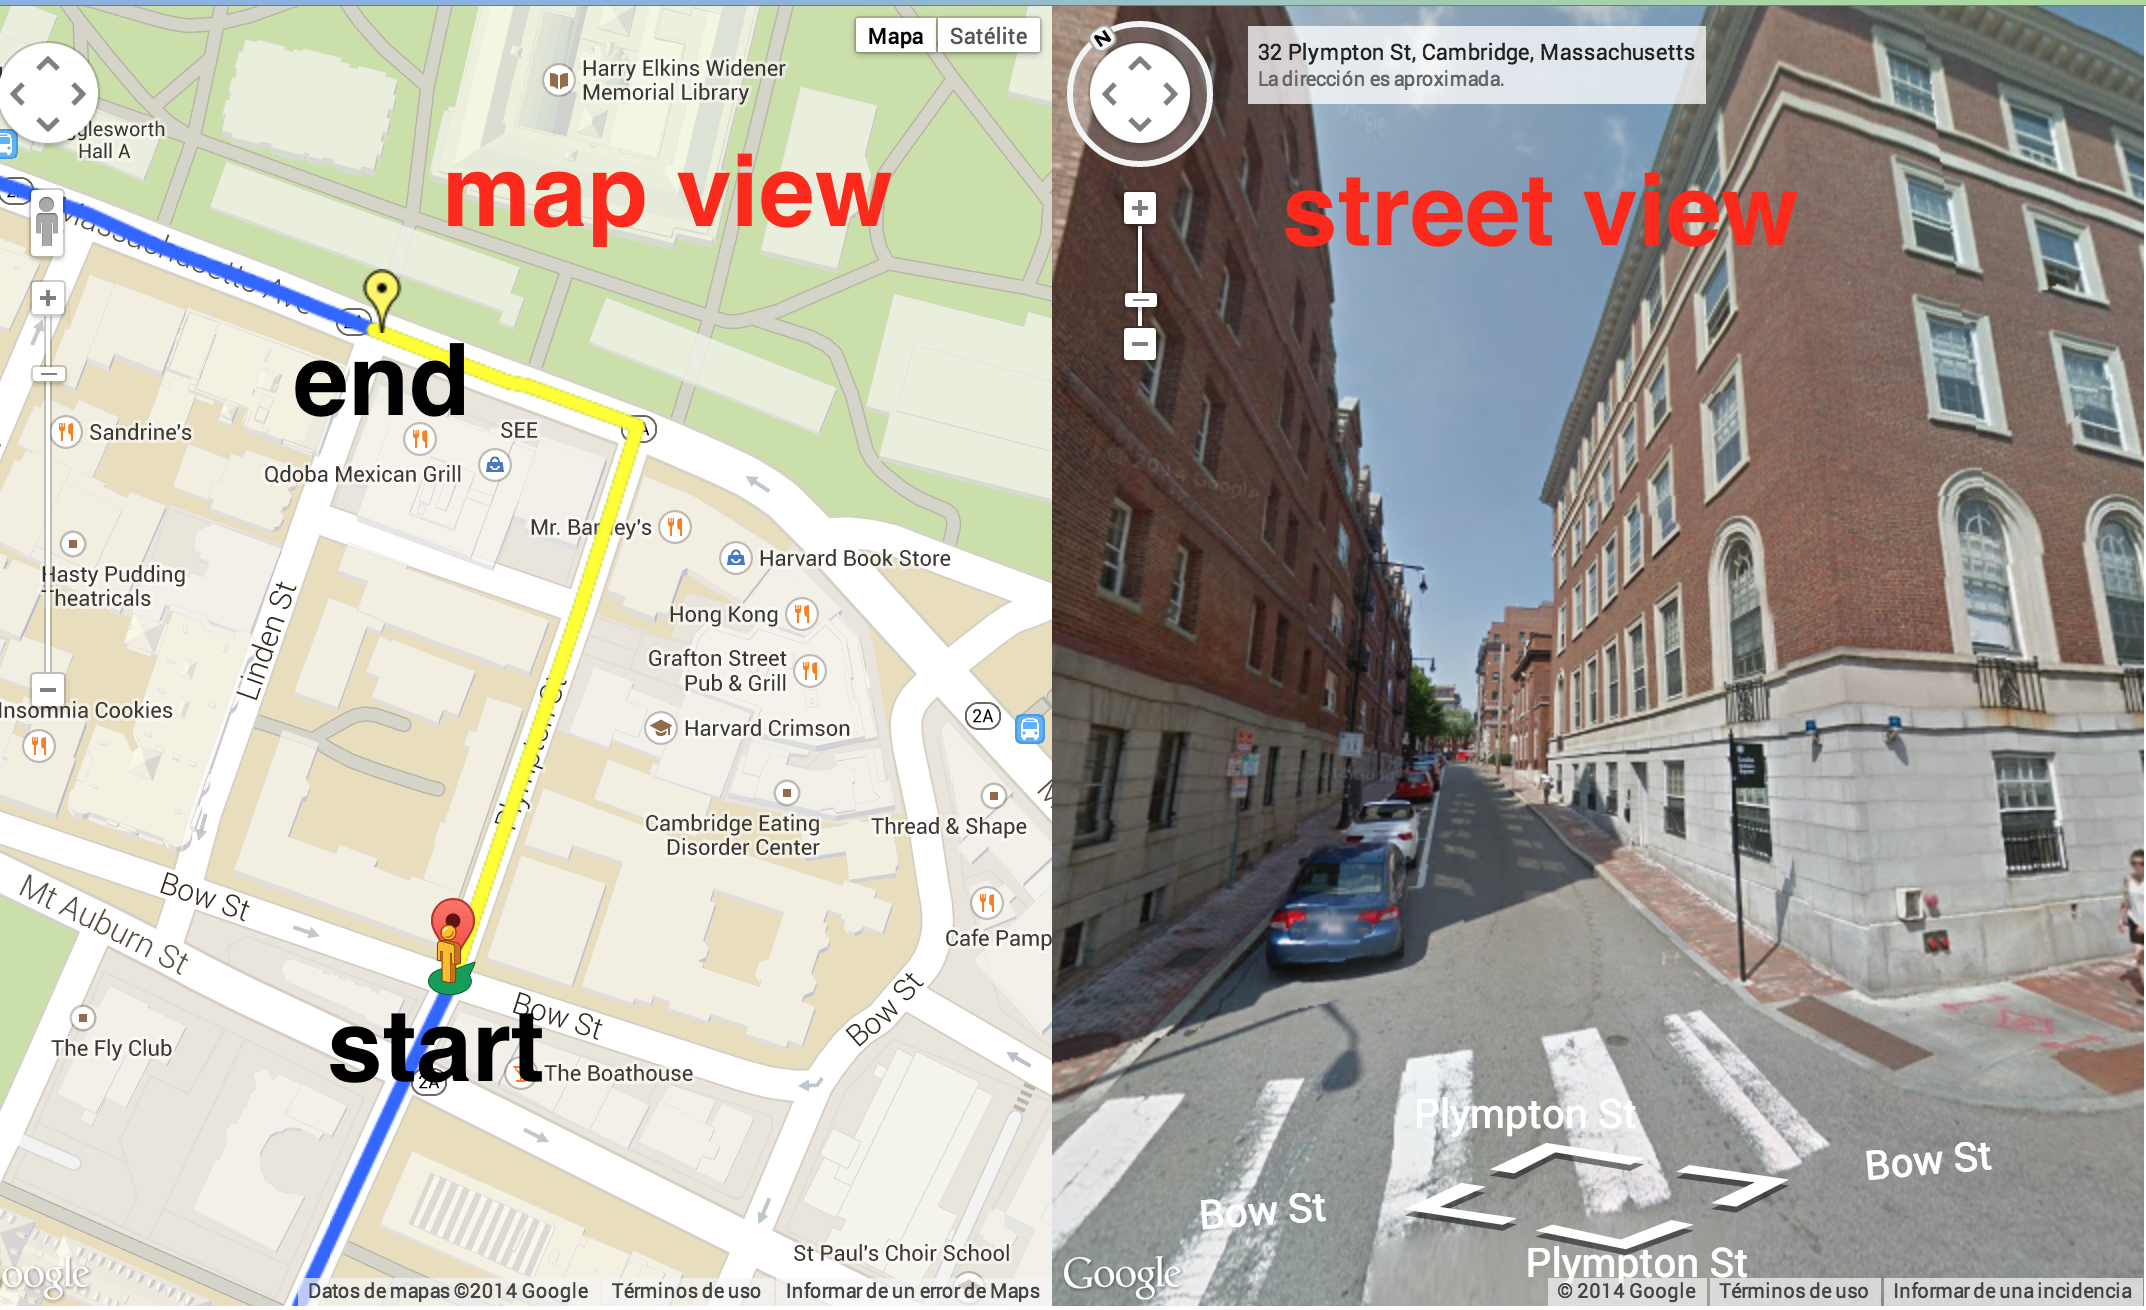 Mapa
Satélite
Harry Elkins Widener
Memorial Library
glesworth
Hall A
map view
Massachusetts Ave
end
SEE
Sandrine's
Qdoba Mexican Grill
Mr. Bartley's
Harvard Book Store
Hasty Pudding
Theatricals
Hong Kong
Linden St
Grafton Street
Pub & Grill
Plympton St
Insomnia Cookies
Harvard Crimson
2A
Cambridge Eating
Disorder Center
Thread & Shape
Bow St
Mt Auburn St
Cafe Pamp
Bow St
Bow St
start
The Fly Club
2A
The Boathouse
St Paul's Choir School
oogle
Datos de mapas ©2014 Google
Términos de uso
Informar de un error de Maps
N
32 Plympton St, Cambridge, Massachusetts
La dirección es aproximada.
street view
Plympton St
Bow St
Bow St
Plympton St
Google
© 2014 Google
Términos de uso
Informar de una incidencia